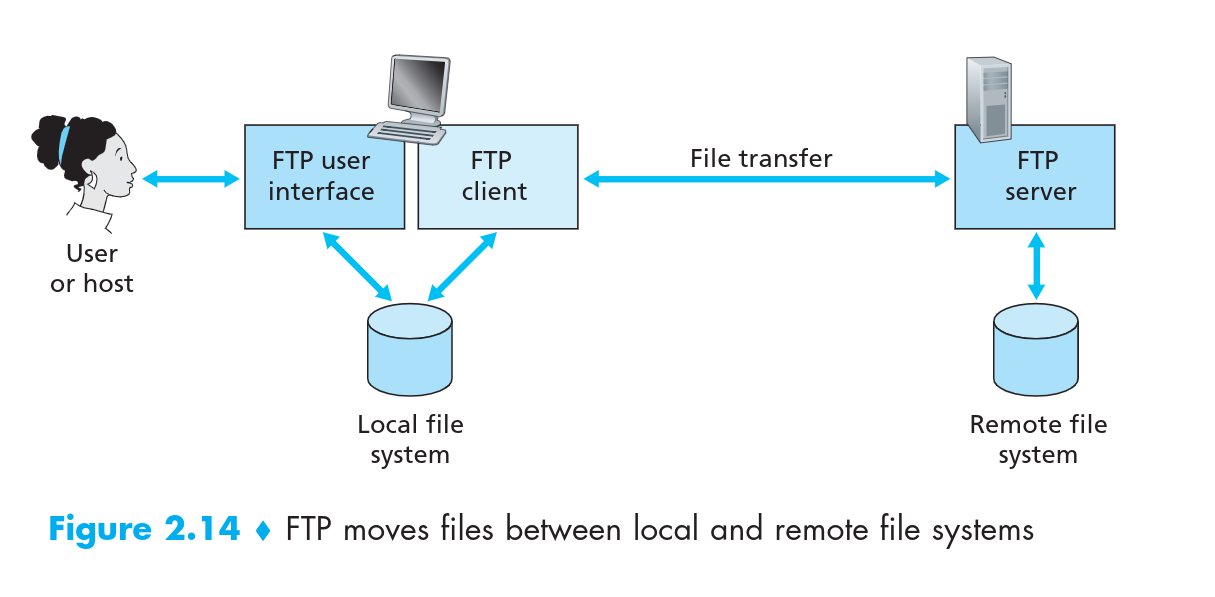 FTP user
interface
FTP
client
File transfer
FTP
server
User
or host
Local file
system
Remote file
system
Figure 2.14 ♦ FTP moves files between local and remote file systems